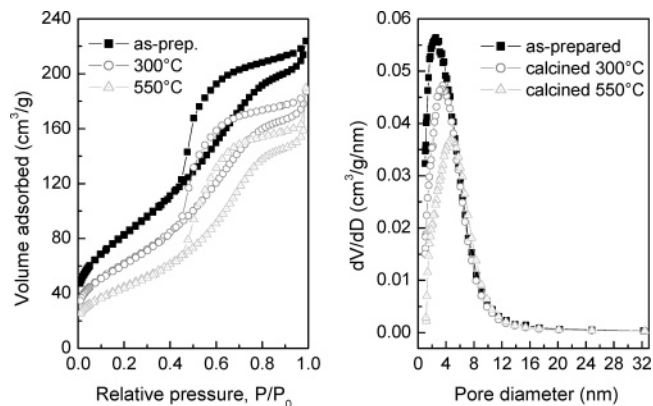 240
200
160
120
80
40
0
0.0 0.2 0.4 0.6 0.8 1.0
Volume adsorbed (cm³/g)
Relative pressure, P/P₀
as-prep.
300°C
550°C
0.06
0.05
0.04
0.03
0.02
0.01
0.00
0 4 8 12 16 20 24 28 32
dV/dD (cm³/g/nm)
Pore diameter (nm)
as-prepared
calcined 300°C
calcined 550°C